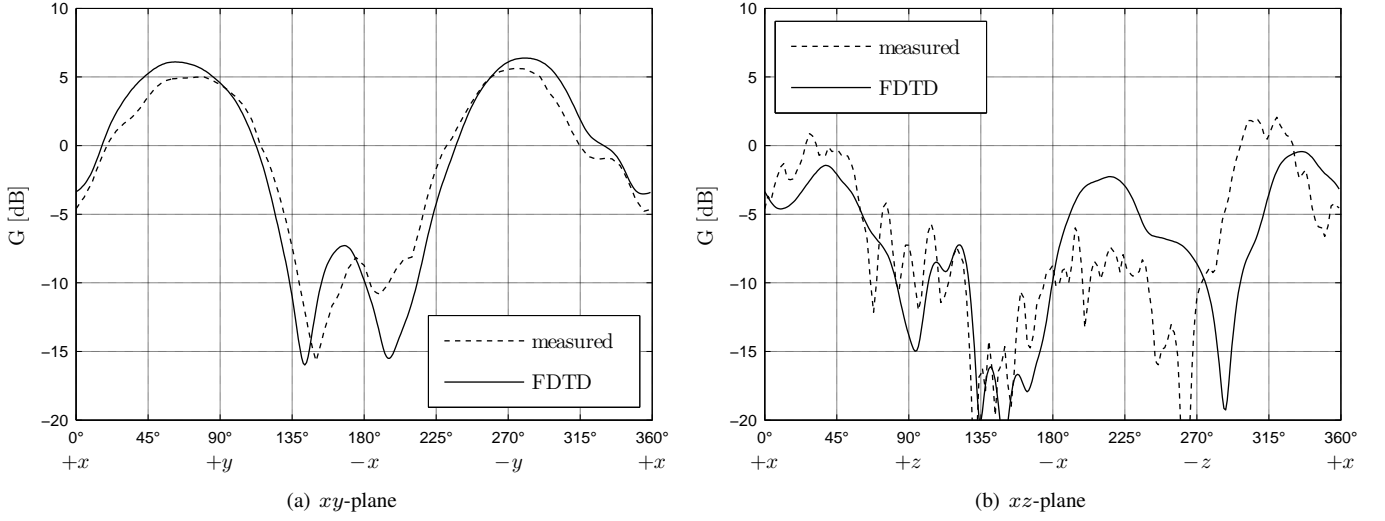 G [dB]
10
5
0
−5
−10
−15
−20
measured
FDTD
0° 45° 90° 135° 180° 225° 270° 315° 360°
+x +y −x −y +x
(a) xy-plane
G [dB]
10
5
0
−5
−10
−15
−20
measured
FDTD
0° 45° 90° 135° 180° 225° 270° 315° 360°
+x +z −x −z +x
(b) xz-plane